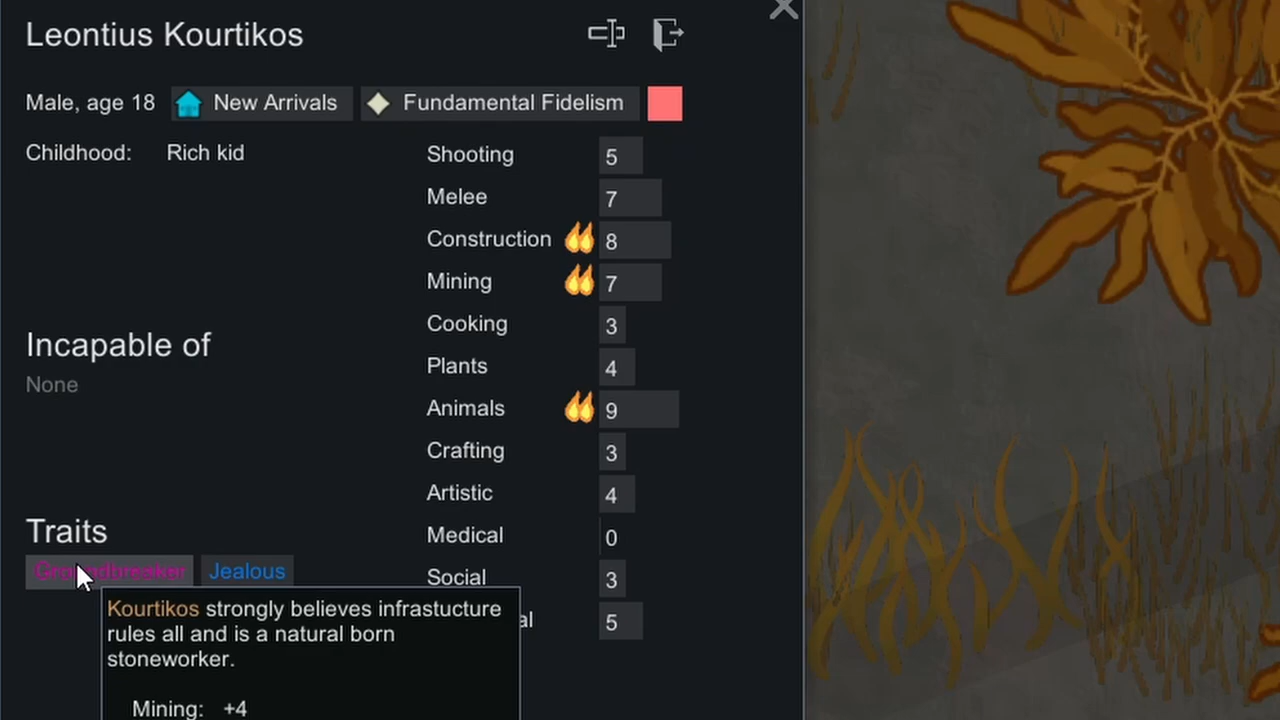 Leontius Kourtikos
Male, age 18 New Arrivals Fundamental Fidelism
Childhood: Rich kid
Shooting 5
Melee 7
Construction 8
Mining 7
Cooking 3
Plants 4
Animals 9
Crafting 3
Artistic 4
Medical 0
Social 3
al 5
Incapable of
None
Traits
Groundbreaker Jealous
Kourtikos strongly believes infrastucture
rules all and is a natural born
stoneworker.
Mining: +4